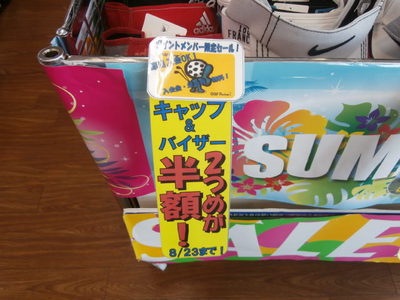 adidas
FRAME
ポイントメンバー限定セール！
キャップ
&
バイザー
2つめが
半額！
8/23まで！
SUM
SALE